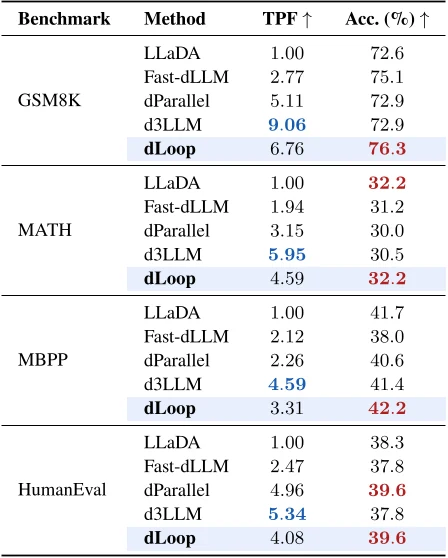 Benchmark Method TPF ↑ Acc. (%) ↑
LLaDA 1.00 72.6
Fast-dLLM 2.77 75.1
GSM8K dParallel 5.11 72.9
d3LLM 9.06 72.9
dLoop 6.76 76.3
LLaDA 1.00 32.2
Fast-dLLM 1.94 31.2
MATH dParallel 3.15 30.0
d3LLM 5.95 30.5
dLoop 4.59 32.2
LLaDA 1.00 41.7
Fast-dLLM 2.12 38.0
MBPP dParallel 2.26 40.6
d3LLM 4.59 41.4
dLoop 3.31 42.2
LLaDA 1.00 38.3
Fast-dLLM 2.47 37.8
HumanEval dParallel 4.96 39.6
d3LLM 5.34 37.8
dLoop 4.08 39.6